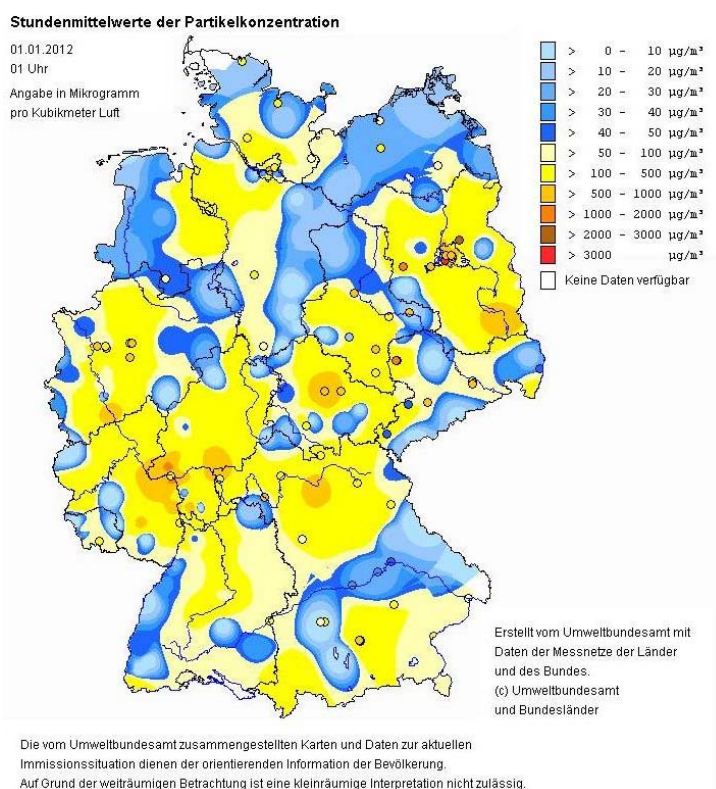 Stundenmittelwerte der Partikelkonzentration
01.01.2012
01 Uhr
Angabe in Mikrogramm
pro Kubikmeter Luft
> 0 - 10 µg/m³
> 10 - 20 µg/m³
> 20 - 30 µg/m³
> 30 - 40 µg/m³
> 40 - 50 µg/m³
> 50 - 100 µg/m³
> 100 - 500 µg/m³
> 500 - 1000 µg/m³
> 1000 - 2000 µg/m³
> 2000 - 3000 µg/m³
> 3000 µg/m³
Keine Daten verfügbar
Erstellt vom Umweltbundesamt mit
Daten der Messnetze der Länder
und des Bundes.
(c) Umweltbundesamt
und Bundesländer
Die vom Umweltbundesamt zusammengestellten Karten und Daten zur aktuellen
Immissionssituation dienen der orientierenden Information der Bevölkerung.
Auf Grund der weiträumigen Betrachtung ist eine kleinräumige Interpretation nicht zulässig.